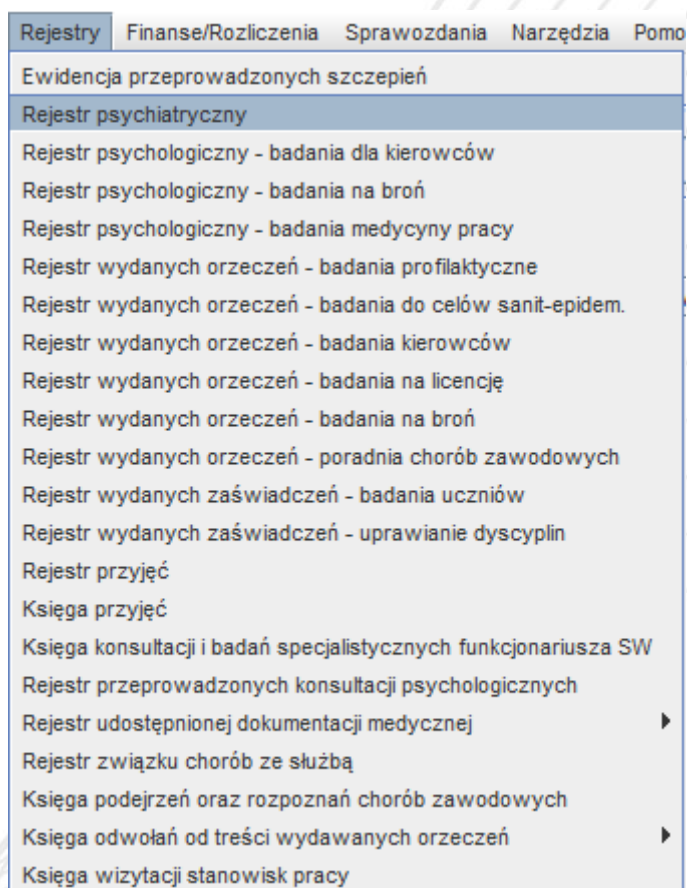 Rejestry Finanse/Rozliczenia Sprawozdania Narzędzia Pomo
Ewidencja przeprowadzonych szczepień
Rejestr psychiatryczny
Rejestr psychologiczny - badania dla kierowców
Rejestr psychologiczny - badania na broń
Rejestr psychologiczny - badania medycyny pracy
Rejestr wydanych orzeczeń - badania profilaktyczne
Rejestr wydanych orzeczeń - badania do celów sanit-epidem.
Rejestr wydanych orzeczeń - badania kierowców
Rejestr wydanych orzeczeń - badania na licencję
Rejestr wydanych orzeczeń - badania na broń
Rejestr wydanych orzeczeń - poradnia chorób zawodowych
Rejestr wydanych zaświadczeń - badania uczniów
Rejestr wydanych zaświadczeń - uprawianie dyscyplin
Rejestr przyjęć
Księga przyjęć
Księga konsultacji i badań specjalistycznych funkcjonariusza SW
Rejestr przeprowadzonych konsultacji psychologicznych
Rejestr udostępnionej dokumentacji medycznej
Rejestr związku chorób ze służbą
Księga podejrzeń oraz rozpoznań chorób zawodowych
Księga odwołań od treści wydawanych orzeczeń
Księga wizytacji stanowisk pracy